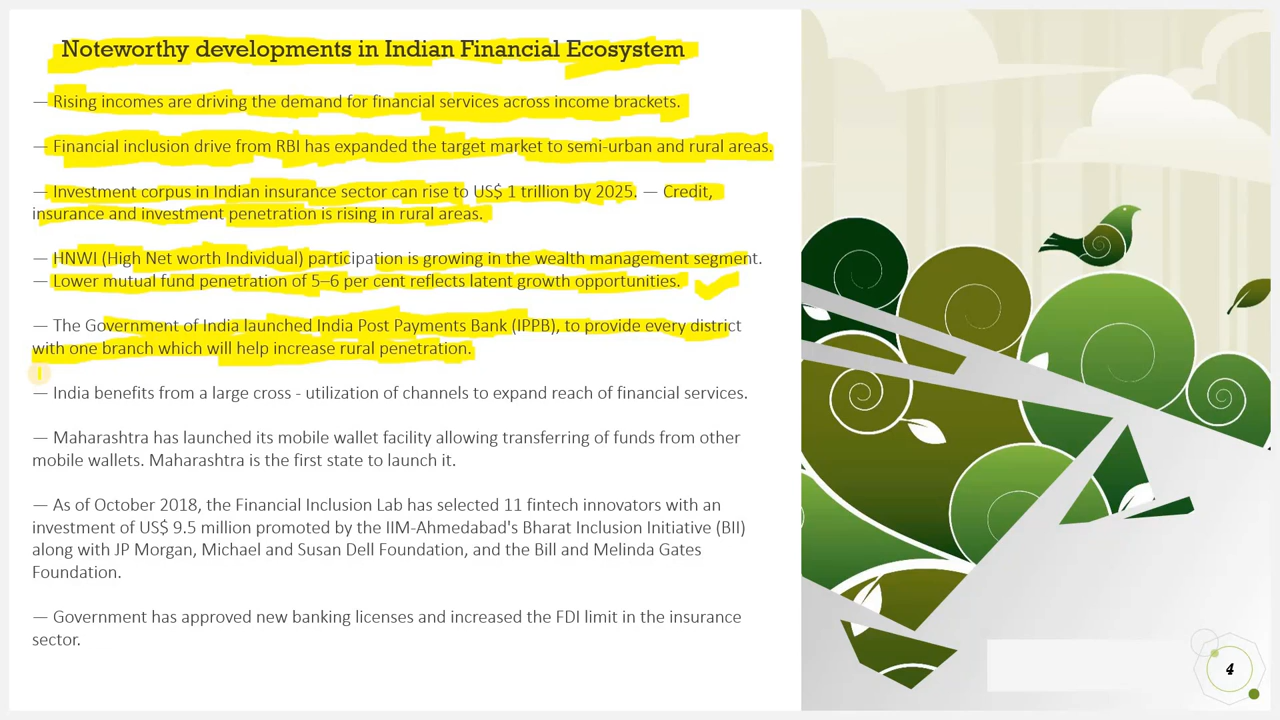 Noteworthy developments in Indian Financial Ecosystem
— Rising incomes are driving the demand for financial services across income brackets.
— Financial inclusion drive from RBI has expanded the target market to semi-urban and rural areas.
— Investment corpus in Indian insurance sector can rise to US$ 1 trillion by 2025. — Credit,
insurance and investment penetration is rising in rural areas.
— HNWI (High Net worth Individual) participation is growing in the wealth management segment.
— Lower mutual fund penetration of 5–6 per cent reflects latent growth opportunities.
— The Government of India launched India Post Payments Bank (IPPB), to provide every district
with one branch which will help increase rural penetration.
— India benefits from a large cross - utilization of channels to expand reach of financial services.
— Maharashtra has launched its mobile wallet facility allowing transferring of funds from other
mobile wallets. Maharashtra is the first state to launch it.
— As of October 2018, the Financial Inclusion Lab has selected 11 fintech innovators with an
investment of US$ 9.5 million promoted by the IIM-Ahmedabad's Bharat Inclusion Initiative (BII)
along with JP Morgan, Michael and Susan Dell Foundation, and the Bill and Melinda Gates
Foundation.
— Government has approved new banking licenses and increased the FDI limit in the insurance
sector.
4